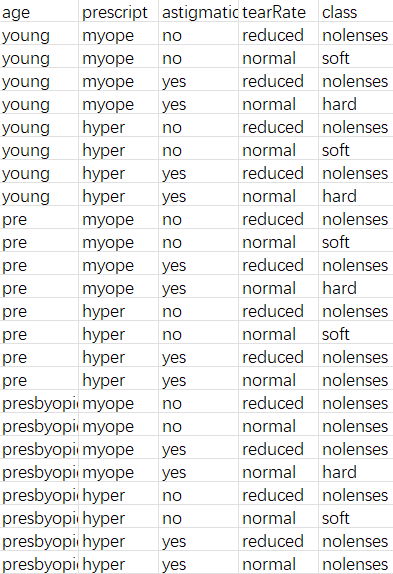 age prescript astigmatic tearRate class
young myope no reduced nolenses
young myope no normal soft
young myope yes reduced nolenses
young myope yes normal hard
young hyper no reduced nolenses
young hyper no normal soft
young hyper yes reduced nolenses
young hyper yes normal hard
pre myope no reduced nolenses
pre myope no normal soft
pre myope yes reduced nolenses
pre myope yes normal hard
pre hyper no reduced nolenses
pre hyper no normal soft
pre hyper yes reduced nolenses
pre hyper yes normal nolenses
presbyopi myope no reduced nolenses
presbyopi myope no normal nolenses
presbyopi myope yes reduced nolenses
presbyopi myope yes normal hard
presbyopi hyper no reduced nolenses
presbyopi hyper no normal soft
presbyopi hyper yes reduced nolenses
presbyopi hyper yes normal nolenses